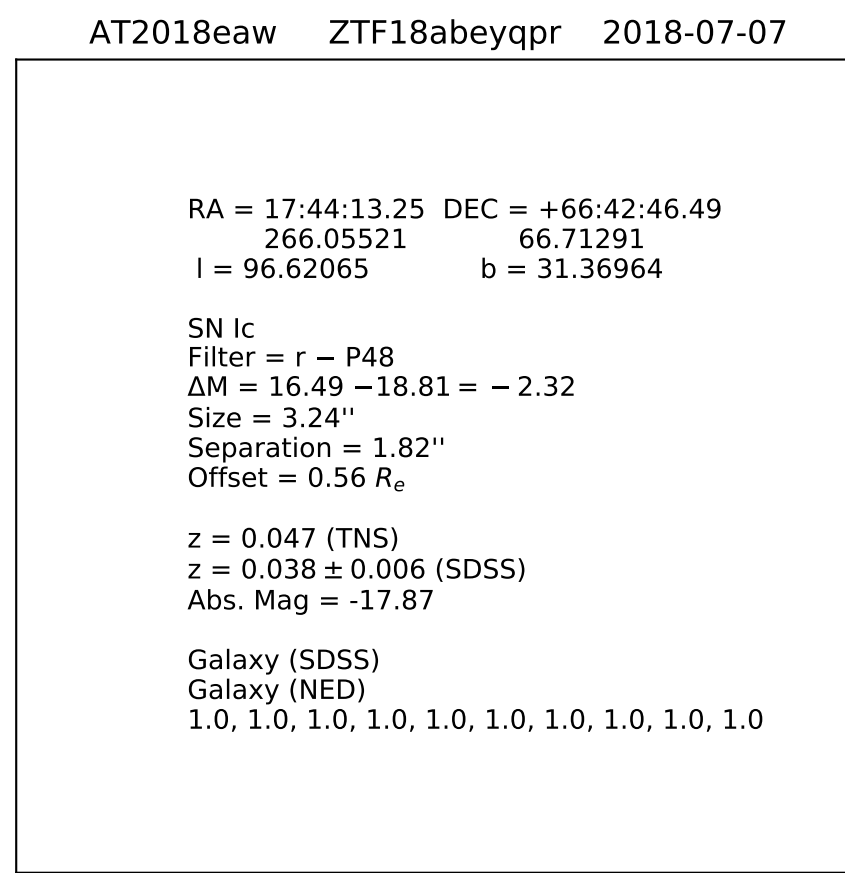 AT2018eaw ZTF18abeyqpr 2018-07-07
RA = 17:44:13.25 DEC = +66:42:46.49
266.05521 66.71291
l = 96.62065 b = 31.36964
SN Ic
Filter = r − P48
ΔM = 16.49 −18.81 = − 2.32
Size = 3.24''
Separation = 1.82''
Offset = 0.56 Re
z = 0.047 (TNS)
z = 0.038 ± 0.006 (SDSS)
Abs. Mag = -17.87
Galaxy (SDSS)
Galaxy (NED)
1.0, 1.0, 1.0, 1.0, 1.0, 1.0, 1.0, 1.0, 1.0, 1.0